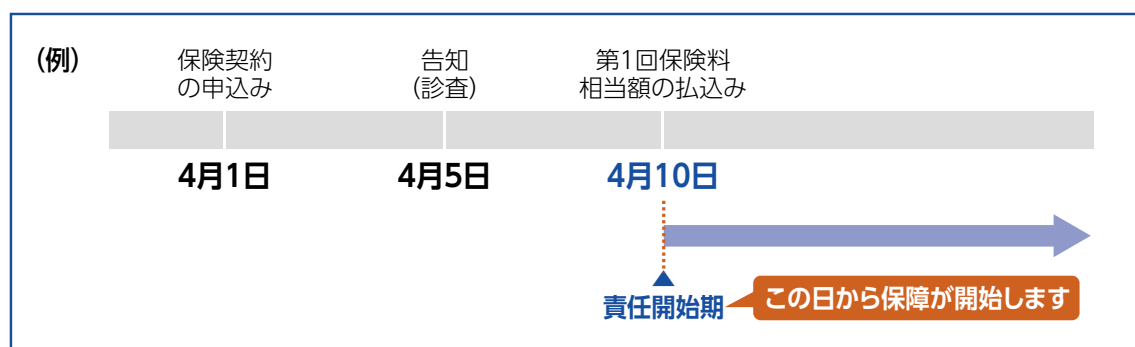 (例)
保険契約
の申込み
告知
(診査)
第1回保険料
相当額の払込み
4月1日
4月5日
4月10日
責任開始期
この日から保障が開始します